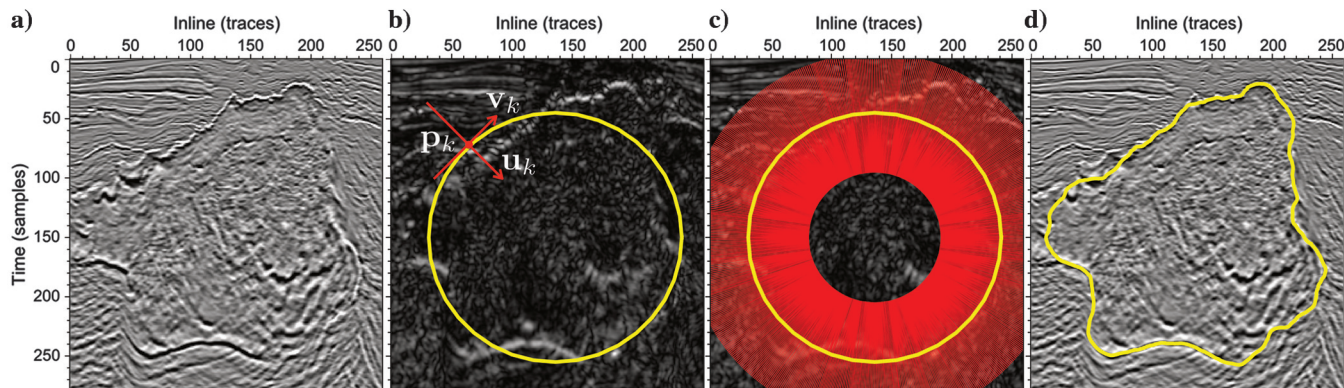 a) Inline (traces) b) Inline (traces) c) Inline (traces) d) Inline (traces)
0 50 100 150 200 250 0 50 100 150 200 250 0 50 100 150 200 250 0 50 100 150 200 250
0
50
100
150
200
250
Time (samples)
v_k
p_k
u_k